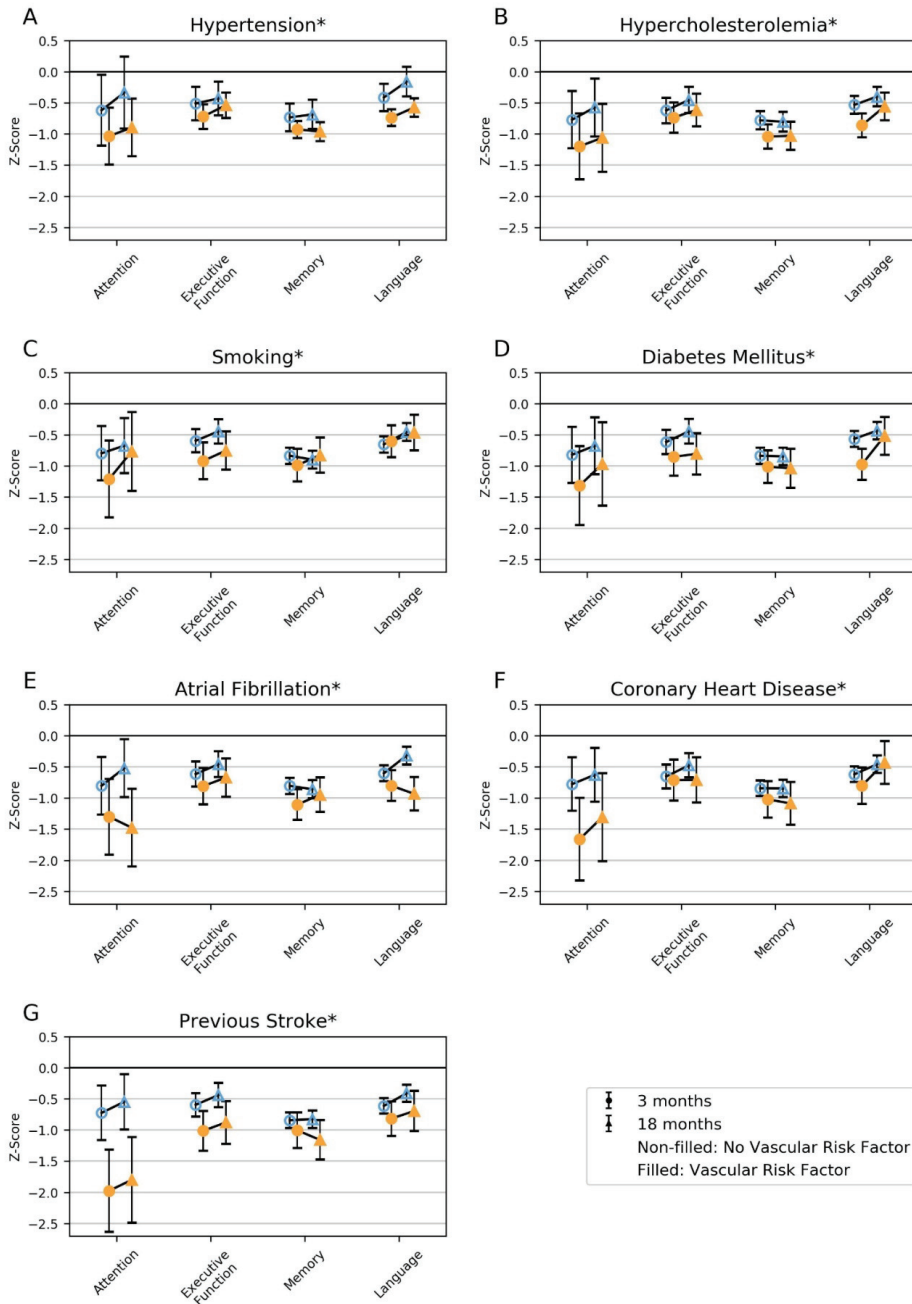 A
Hypertension*
0.5
0.0
−0.5
−1.0
−1.5
−2.0
−2.5
Z-Score
Attention
Executive
Function
Memory
Language
B
Hypercholesterolemia*
0.5
0.0
−0.5
−1.0
−1.5
−2.0
−2.5
Z-Score
Attention
Executive
Function
Memory
Language
C
Smoking*
0.5
0.0
−0.5
−1.0
−1.5
−2.0
−2.5
Z-Score
Attention
Executive
Function
Memory
Language
D
Diabetes Mellitus*
0.5
0.0
−0.5
−1.0
−1.5
−2.0
−2.5
Z-Score
Attention
Executive
Function
Memory
Language
E
Atrial Fibrillation*
0.5
0.0
−0.5
−1.0
−1.5
−2.0
−2.5
Z-Score
Attention
Executive
Function
Memory
Language
F
Coronary Heart Disease*
0.5
0.0
−0.5
−1.0
−1.5
−2.0
−2.5
Z-Score
Attention
Executive
Function
Memory
Language
G
Previous Stroke*
0.5
0.0
−0.5
−1.0
−1.5
−2.0
−2.5
Z-Score
Attention
Executive
Function
Memory
Language
3 months
18 months
Non-filled: No Vascular Risk Factor
Filled: Vascular Risk Factor